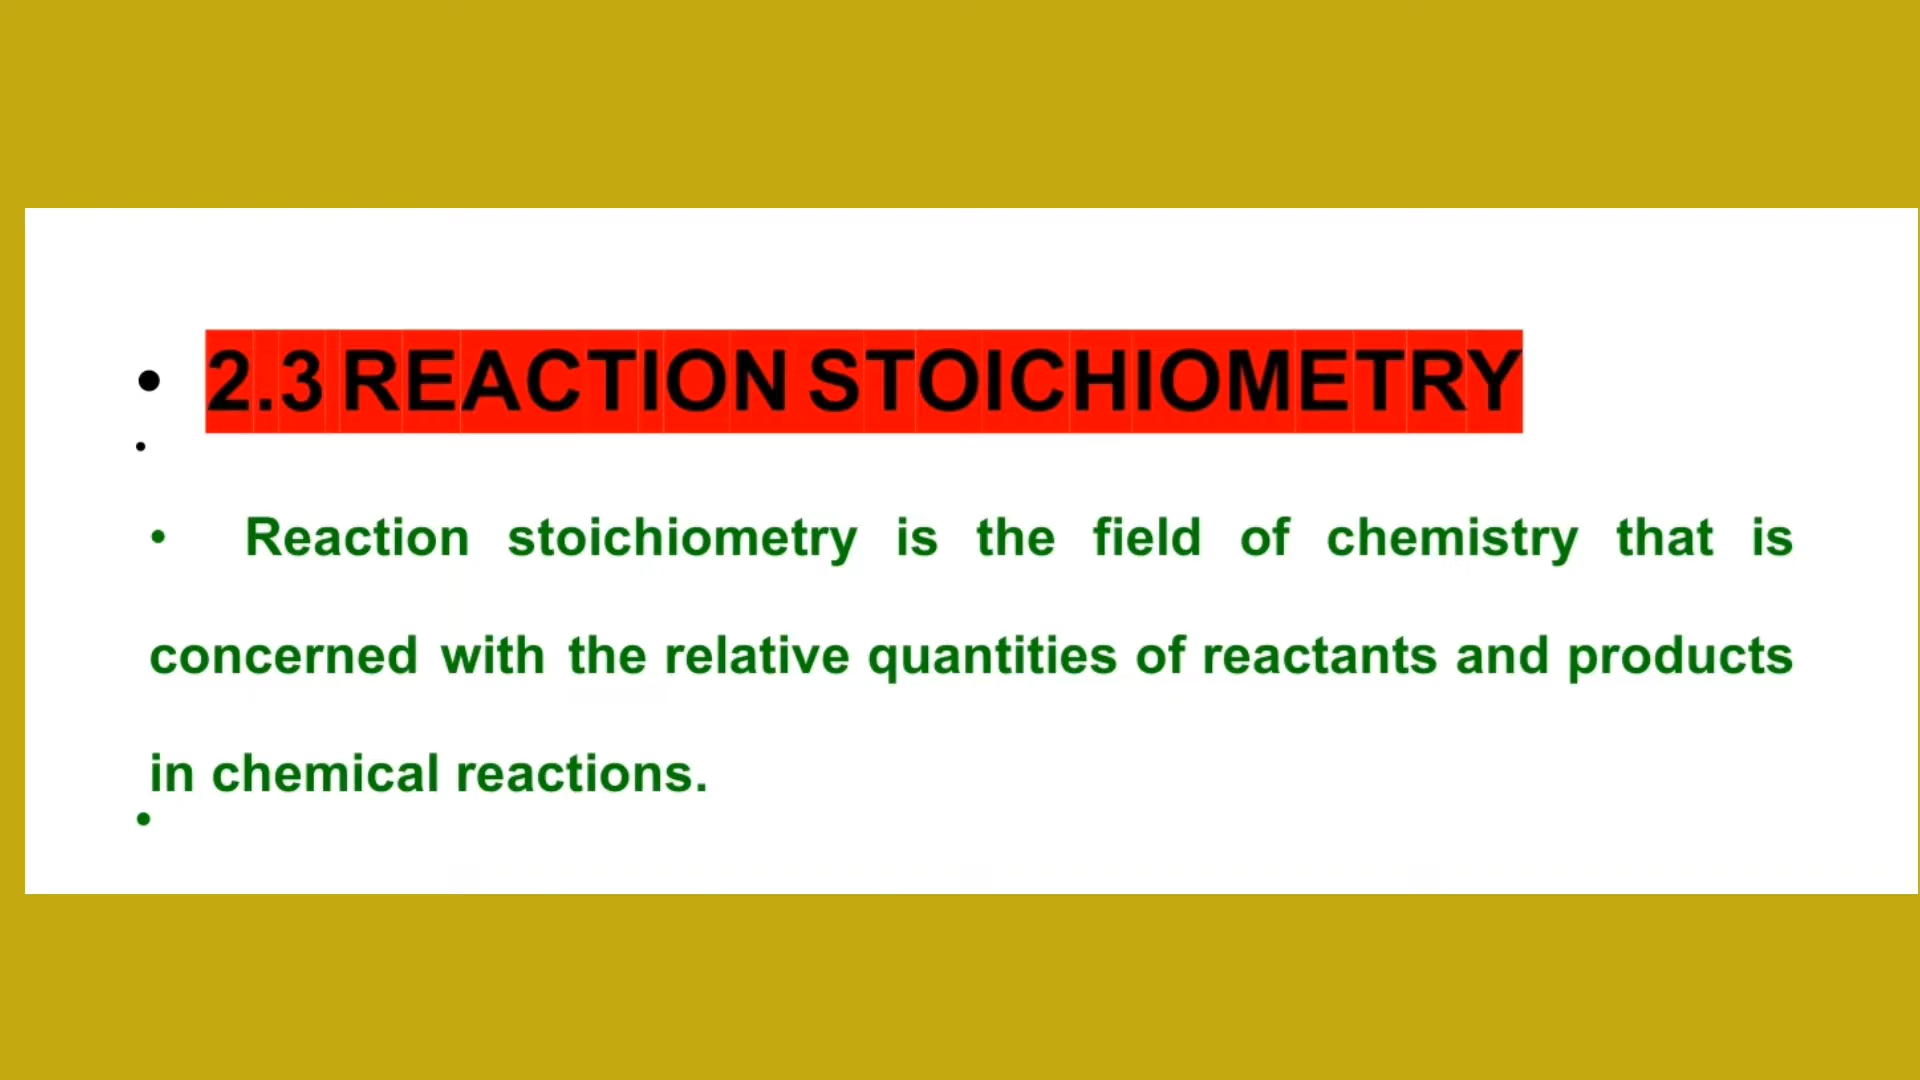 • 2.3 REACTION STOICHIOMETRY
•
• Reaction stoichiometry is the field of chemistry that is
concerned with the relative quantities of reactants and products
in chemical reactions.
•